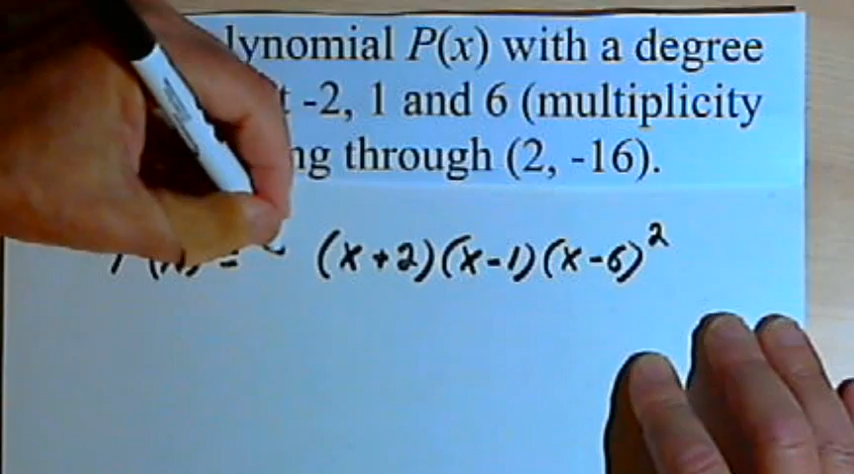 lynomial P(x) with a degree
t -2, 1 and 6 (multiplicity
ng through (2, -16).
(x+2)(x-1)(x-6)²